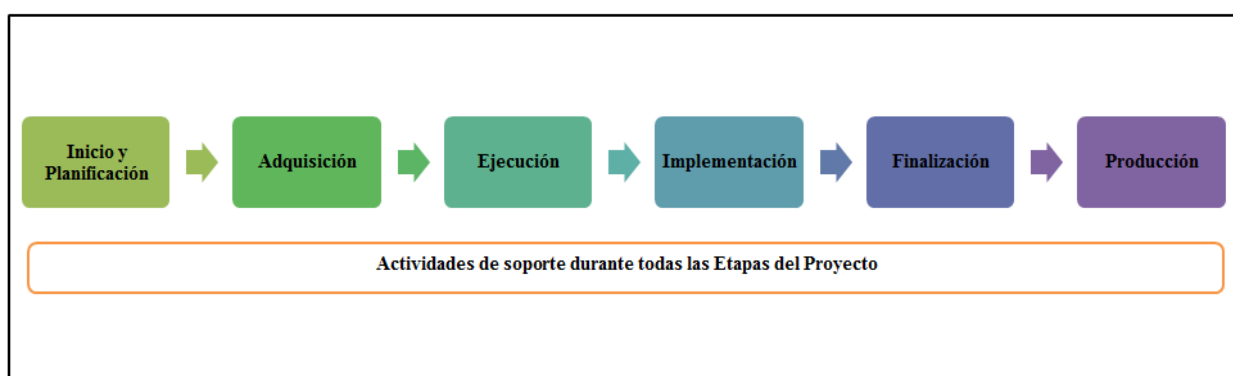 Inicio y
Planificación
Adquisición
Ejecución
Implementación
Finalización
Producción
Actividades de soporte durante todas las Etapas del Proyecto